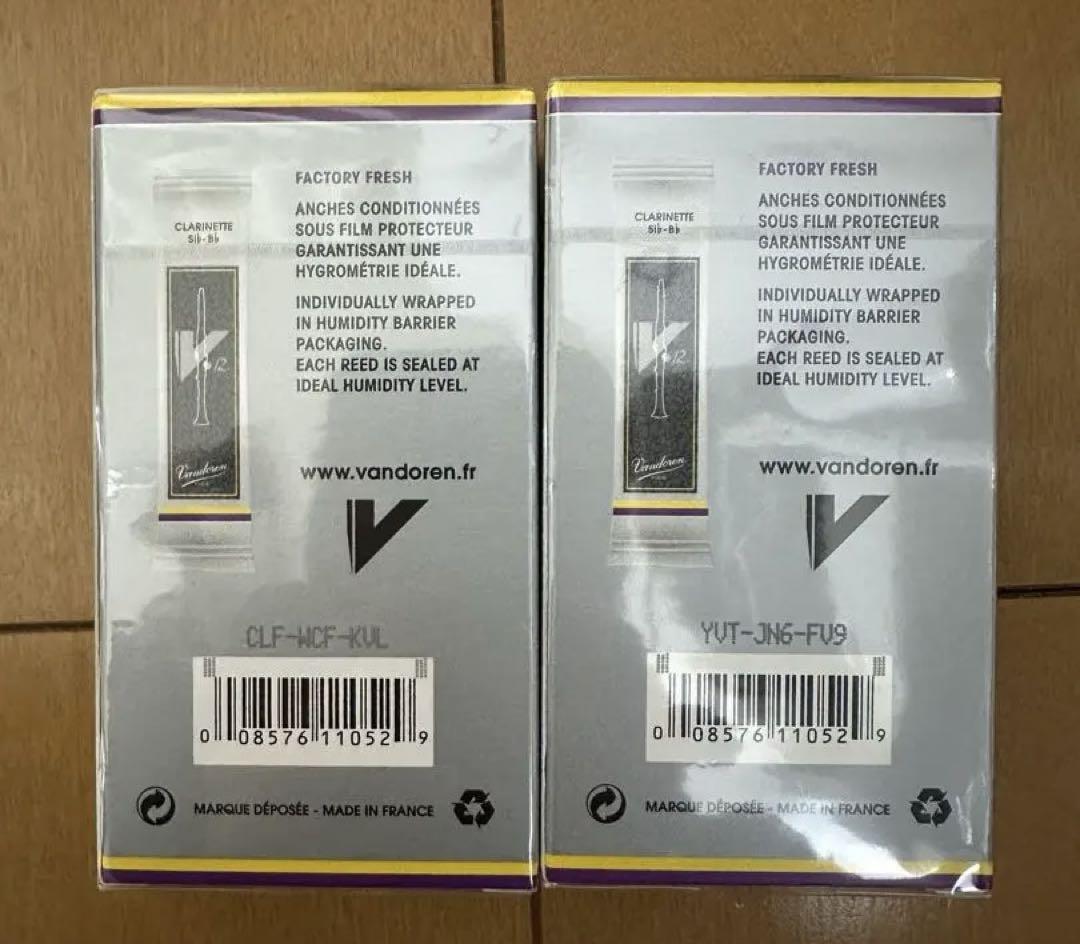 FACTORY FRESH
ANCHES CONDITIONNÉES
SOUS FILM PROTECTEUR
GARANTISSANT UNE
HYGROMÉTRIE IDÉALE.
INDIVIDUALLY WRAPPED
IN HUMIDITY BARRIER
PACKAGING.
EACH REED IS SEALED AT
IDEAL HUMIDITY LEVEL.
CLARINETTE
Si♭-B♭
V
12
Vandoren
www.vandoren.fr
V
CLF-WCF-KVL
0 08576 11052 9
MARQUE DÉPOSÉE - MADE IN FRANCE
FACTORY FRESH
ANCHES CONDITIONNÉES
SOUS FILM PROTECTEUR
GARANTISSANT UNE
HYGROMÉTRIE IDÉALE.
INDIVIDUALLY WRAPPED
IN HUMIDITY BARRIER
PACKAGING.
EACH REED IS SEALED AT
IDEAL HUMIDITY LEVEL.
CLARINETTE
Si♭-B♭
V
12
Vandoren
www.vandoren.fr
V
YVT-JN6-FV9
0 08576 11052 9
MARQUE DÉPOSÉE - MADE IN FRANCE